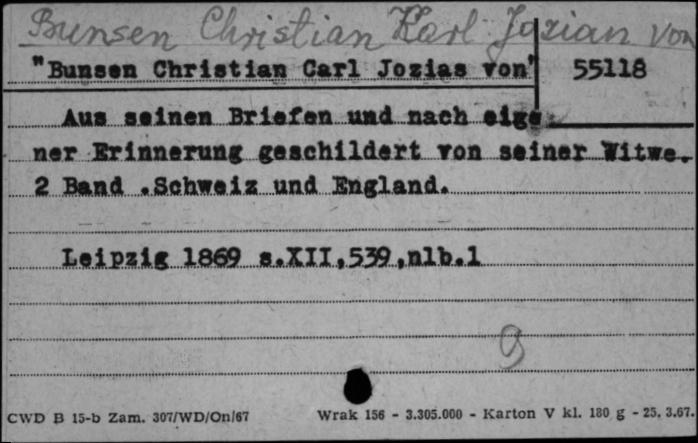 Bunsen Christian Karl Jozian von
"Bunsen Christian Carl Jozias von" 55118
Aus seinen Briefen und nach eige-
ner Erinnerung geschildert von seiner Witwe.
2 Band .Schweiz und England.
Leipzig 1869 s.XII,539,nlb.1
9
CWD B 15-b Zam. 307/WD/On/67 Wrak 156 - 3.305.000 - Karton V kl. 180 g - 25. 3.67.